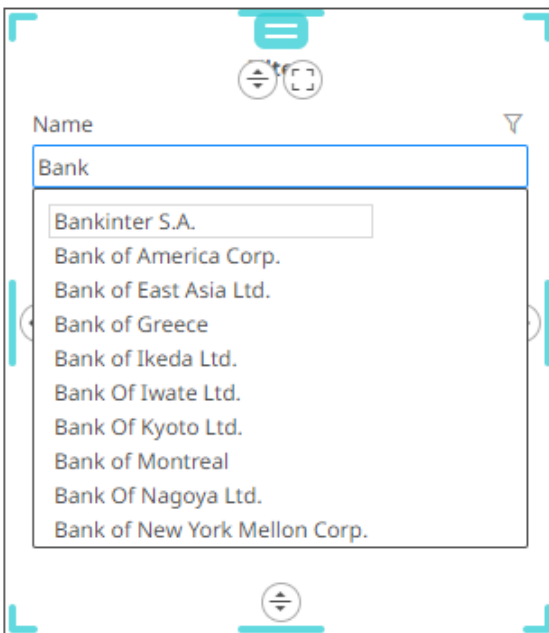 Name
Bank
Bankinter S.A.
Bank of America Corp.
Bank of East Asia Ltd.
Bank of Greece
Bank of Ikeda Ltd.
Bank Of Iwate Ltd.
Bank Of Kyoto Ltd.
Bank of Montreal
Bank Of Nagoya Ltd.
Bank of New York Mellon Corp.